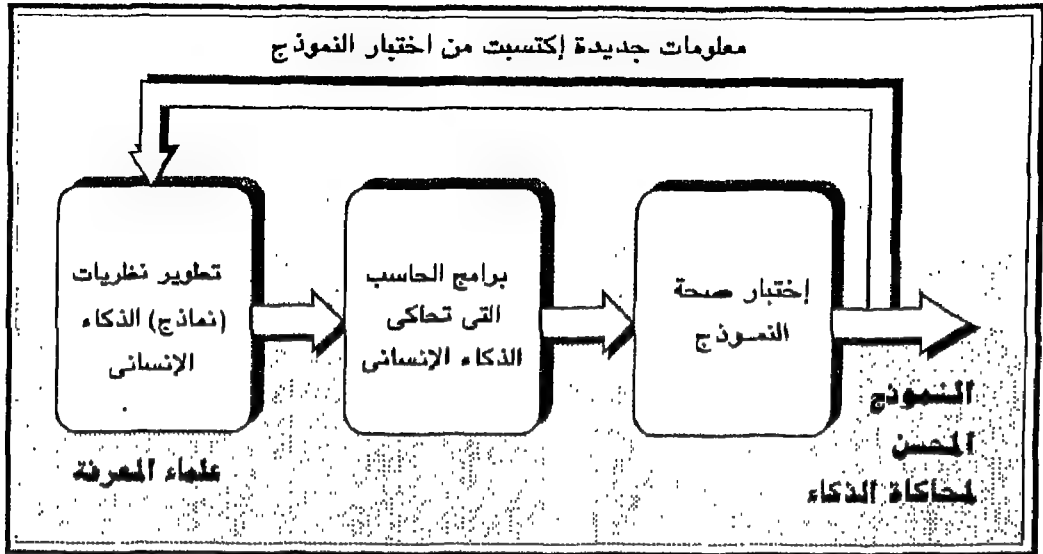 معلومات جديدة إكتسبت من اختبار النموذج
تطوير نظريات
(نماذج) الذكاء
الإنسانى
برامج الحاسب
التى تحاكى
الذكاء الإنسانى
إختبار صحة
النموذج
علماء المعرفة
النموذج
المحسن
لمحاكاة الذكاء